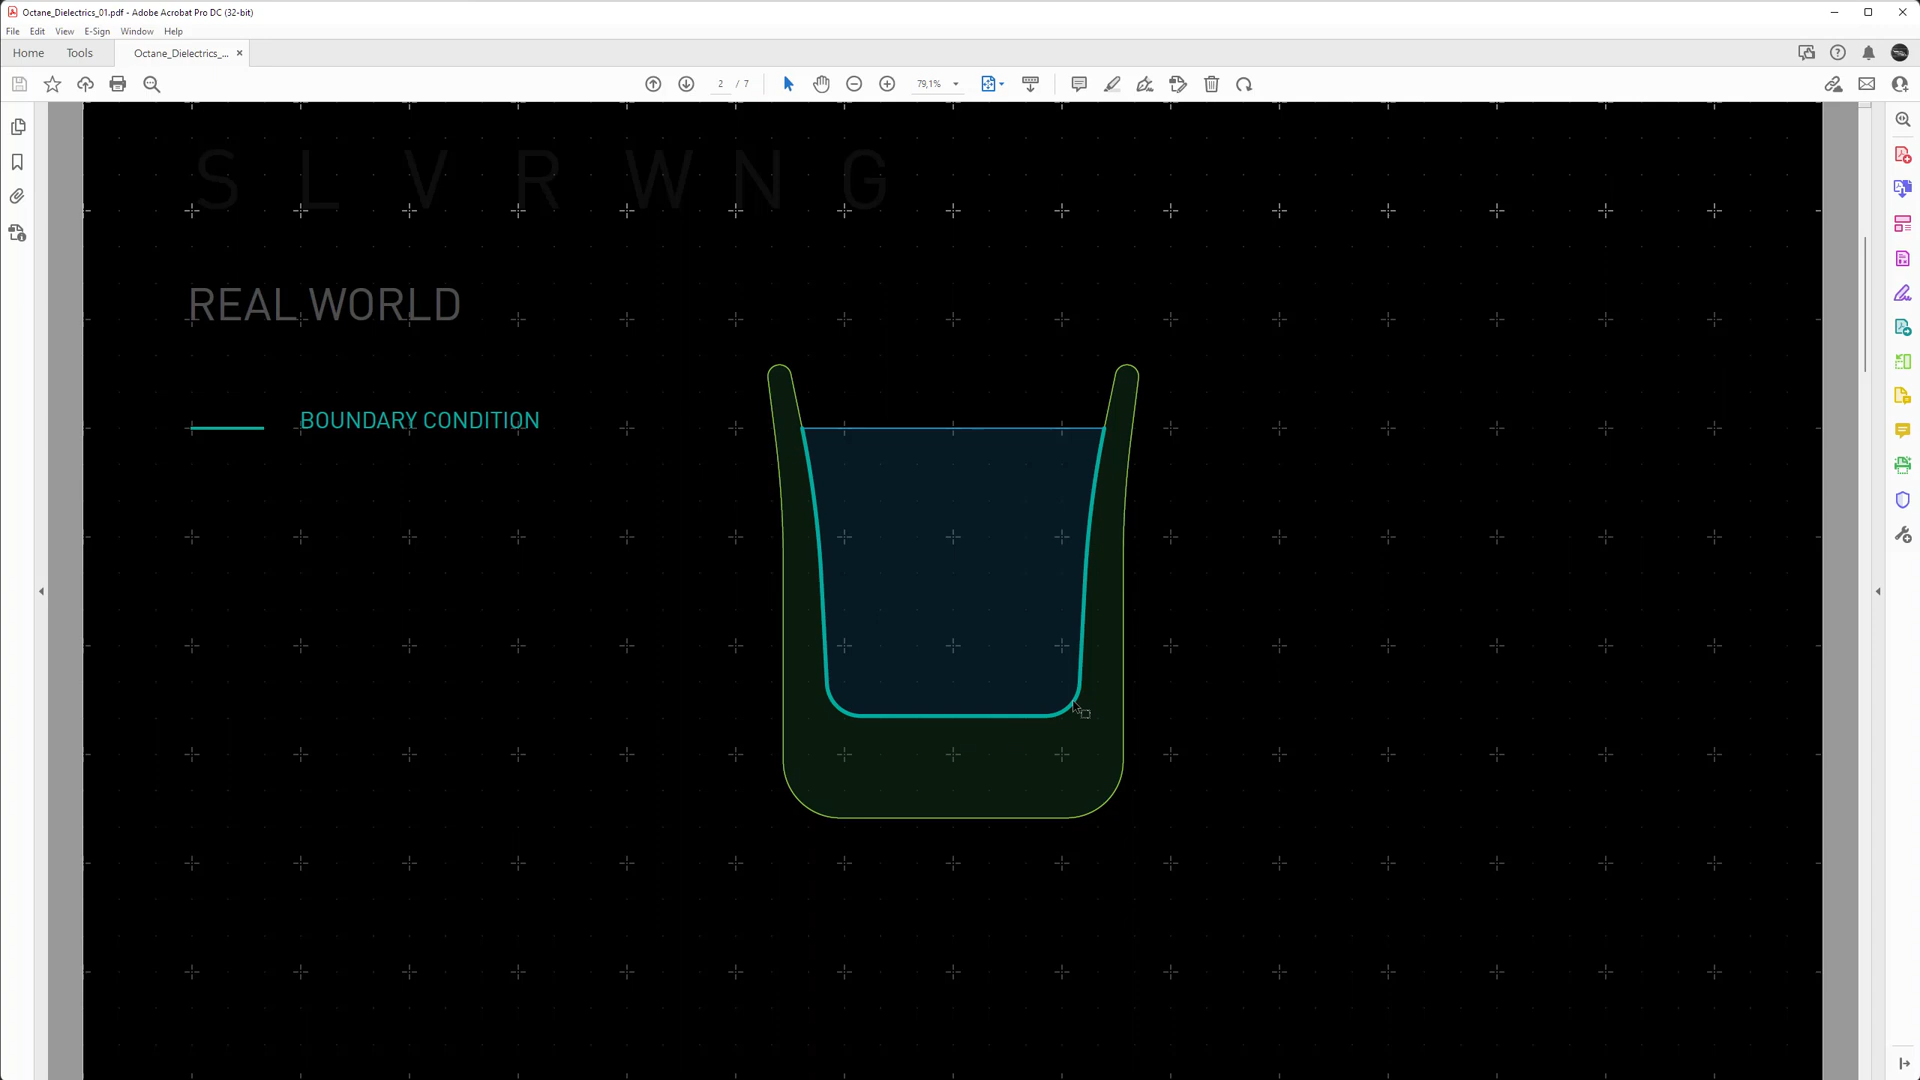 Octane_Dielectrics_01.pdf - Adobe Acrobat Pro DC (32-bit)
File Edit View E-Sign Window Help
Home Tools Octane_Dielectrics_...
2 / 7 79,1%
S L V R W N G
REAL WORLD
BOUNDARY CONDITION